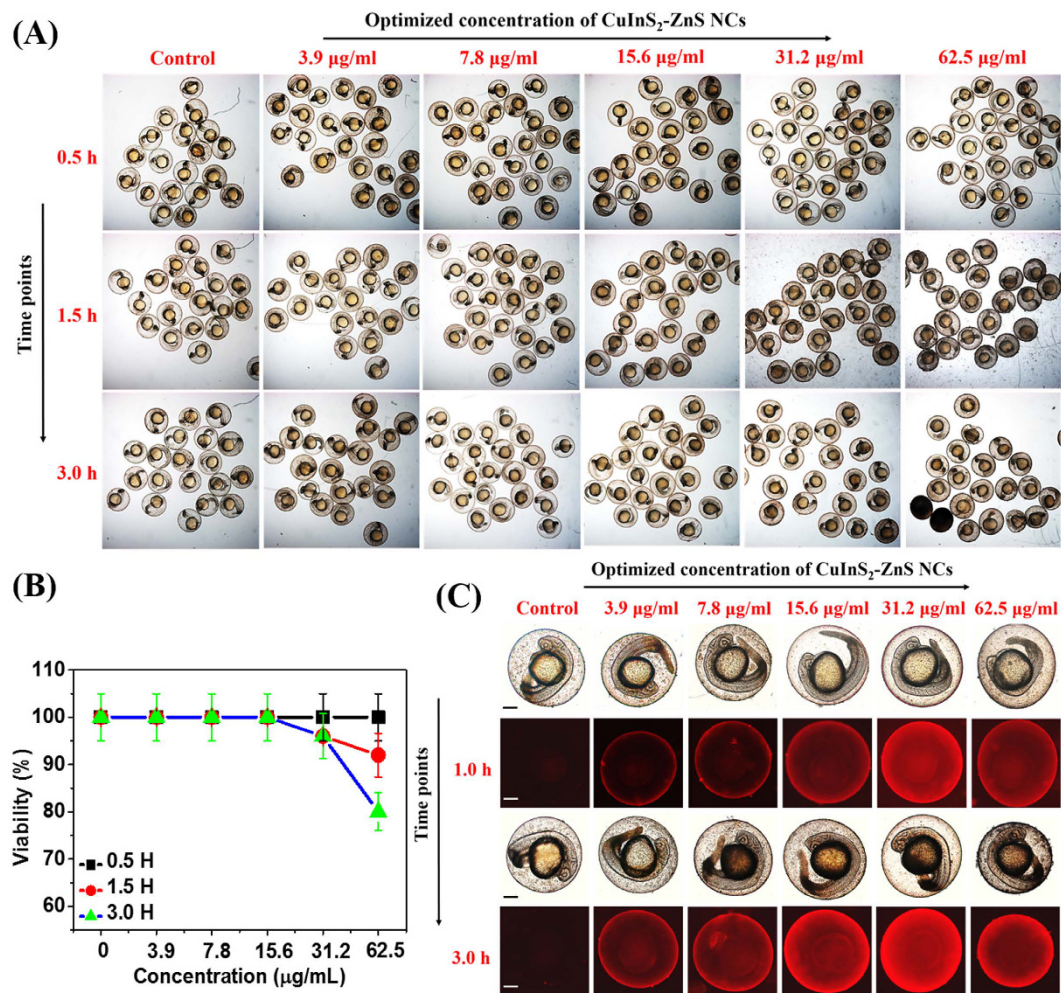 (A)
Optimized concentration of CuInS₂-ZnS NCs
Control 3.9 µg/ml 7.8 µg/ml 15.6 µg/ml 31.2 µg/ml 62.5 µg/ml
0.5 h
1.5 h
3.0 h
Time points
(B)
110
100
90
80
70
60
Viability (%)
0.5 H
1.5 H
3.0 H
0 3.9 7.8 15.6 31.2 62.5
Concentration (µg/mL)
(C)
Optimized concentration of CuInS₂-ZnS NCs
Control 3.9 µg/ml 7.8 µg/ml 15.6 µg/ml 31.2 µg/ml 62.5 µg/ml
Time points
1.0 h
3.0 h